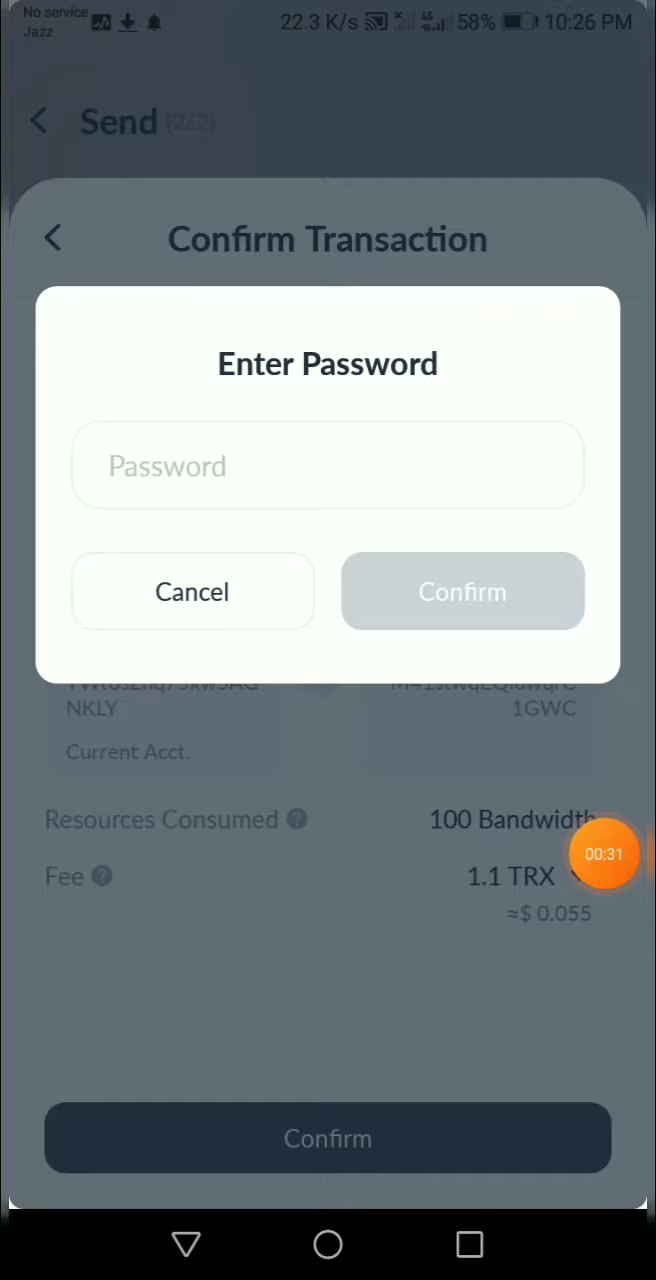 No service
Jazz
22.3 K/s
4G
58%
10:26 PM
Send (2/2)
Confirm Transaction
Enter Password
Password
Cancel
Confirm
NKLY
1GWC
Current Acct.
Resources Consumed ?
100 Bandwidth
00:31
Fee ?
1.1 TRX
≈$ 0.055
Confirm